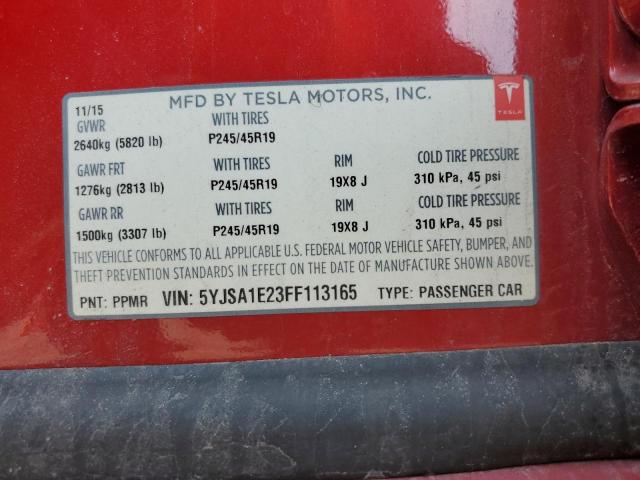 MFD BY TESLA MOTORS, INC.
11/15
GVWR WITH TIRES
2640kg (5820 lb) P245/45R19
GAWR FRT WITH TIRES RIM COLD TIRE PRESSURE
1276kg (2813 lb) P245/45R19 19X8 J 310 kPa, 45 psi
GAWR RR WITH TIRES RIM COLD TIRE PRESSURE
1500kg (3307 lb) P245/45R19 19X8 J 310 kPa, 45 psi
THIS VEHICLE CONFORMS TO ALL APPLICABLE U.S. FEDERAL MOTOR VEHICLE SAFETY, BUMPER, AND
THEFT PREVENTION STANDARDS IN EFFECT ON THE DATE OF MANUFACTURE SHOWN ABOVE.
PNT: PPMR VIN: 5YJSA1E23FF113165 TYPE: PASSENGER CAR
TESLA